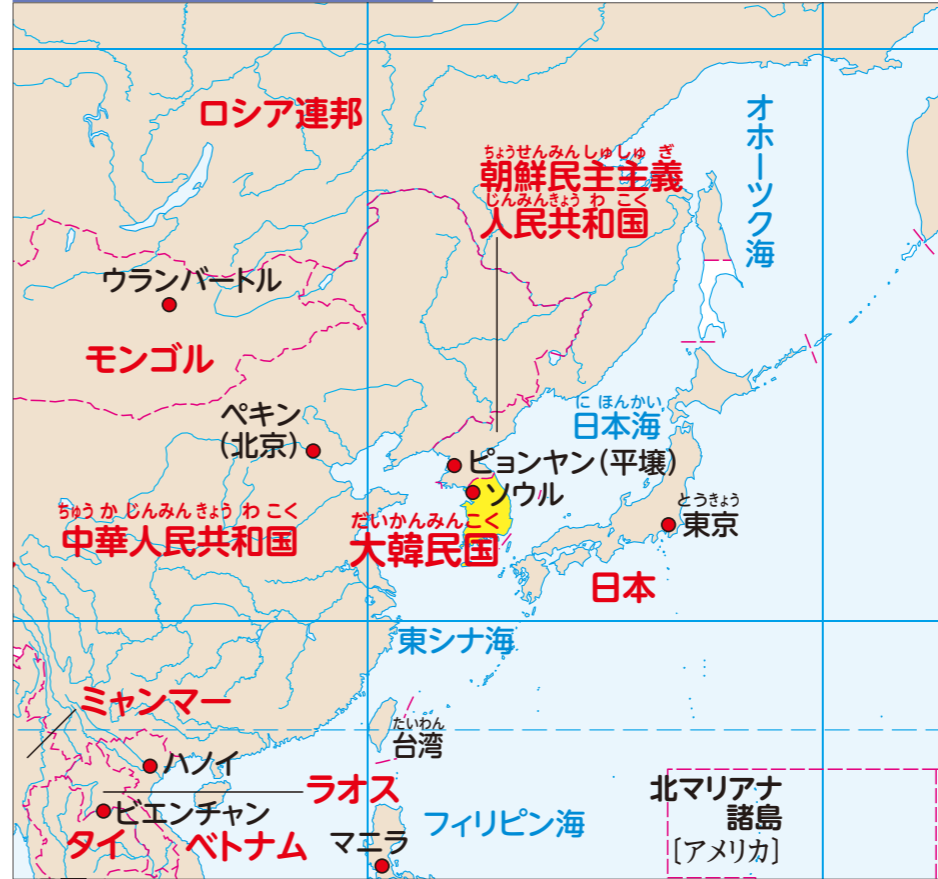 ロシア連邦
オホーツク海
ちょうせんみんしゅしゅぎ
朝鮮民主主義
じんみんきょうわこく
人民共和国
ウランバートル
モンゴル
ペキン
(北京)
にほんかい
日本海
ピョンヤン(平壌)
ソウル
とうきょう
東京
ちゅうかじんみんきょうわこく
中華人民共和国
だいかんみんこく
大韓民国
日本
東シナ海
ミャンマー
たいわん
台湾
ハノイ
ラオス
ビエンチャン
タイ
ベトナム
マニラ
フィリピン海
北マリアナ
諸島
[アメリカ]